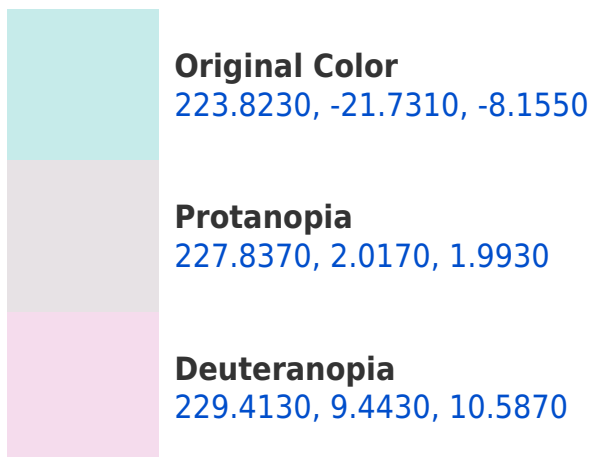 Original Color
223.8230, -21.7310, -8.1550
Protanopia
227.8370, 2.0170, 1.9930
Deuteranopia
229.4130, 9.4430, 10.5870